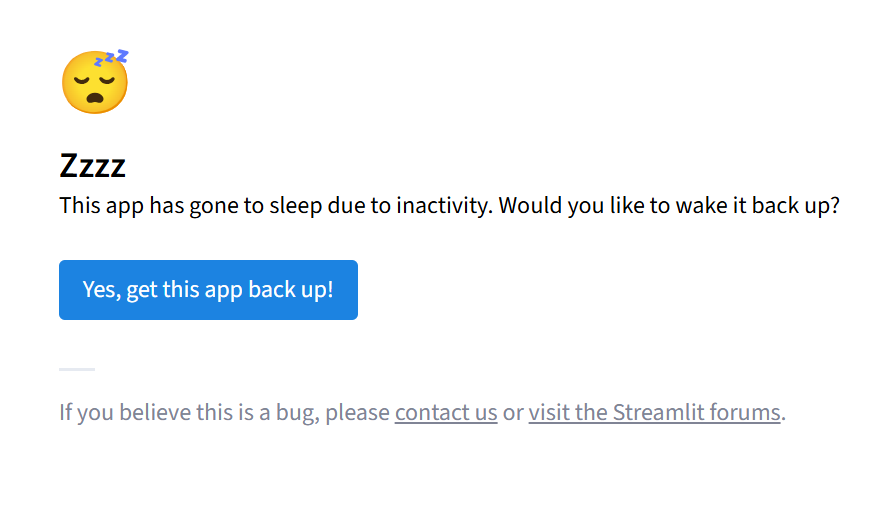 Zzzz
This app has gone to sleep due to inactivity. Would you like to wake it back up?
Yes, get this app back up!
If you believe this is a bug, please contact us or visit the Streamlit forums.